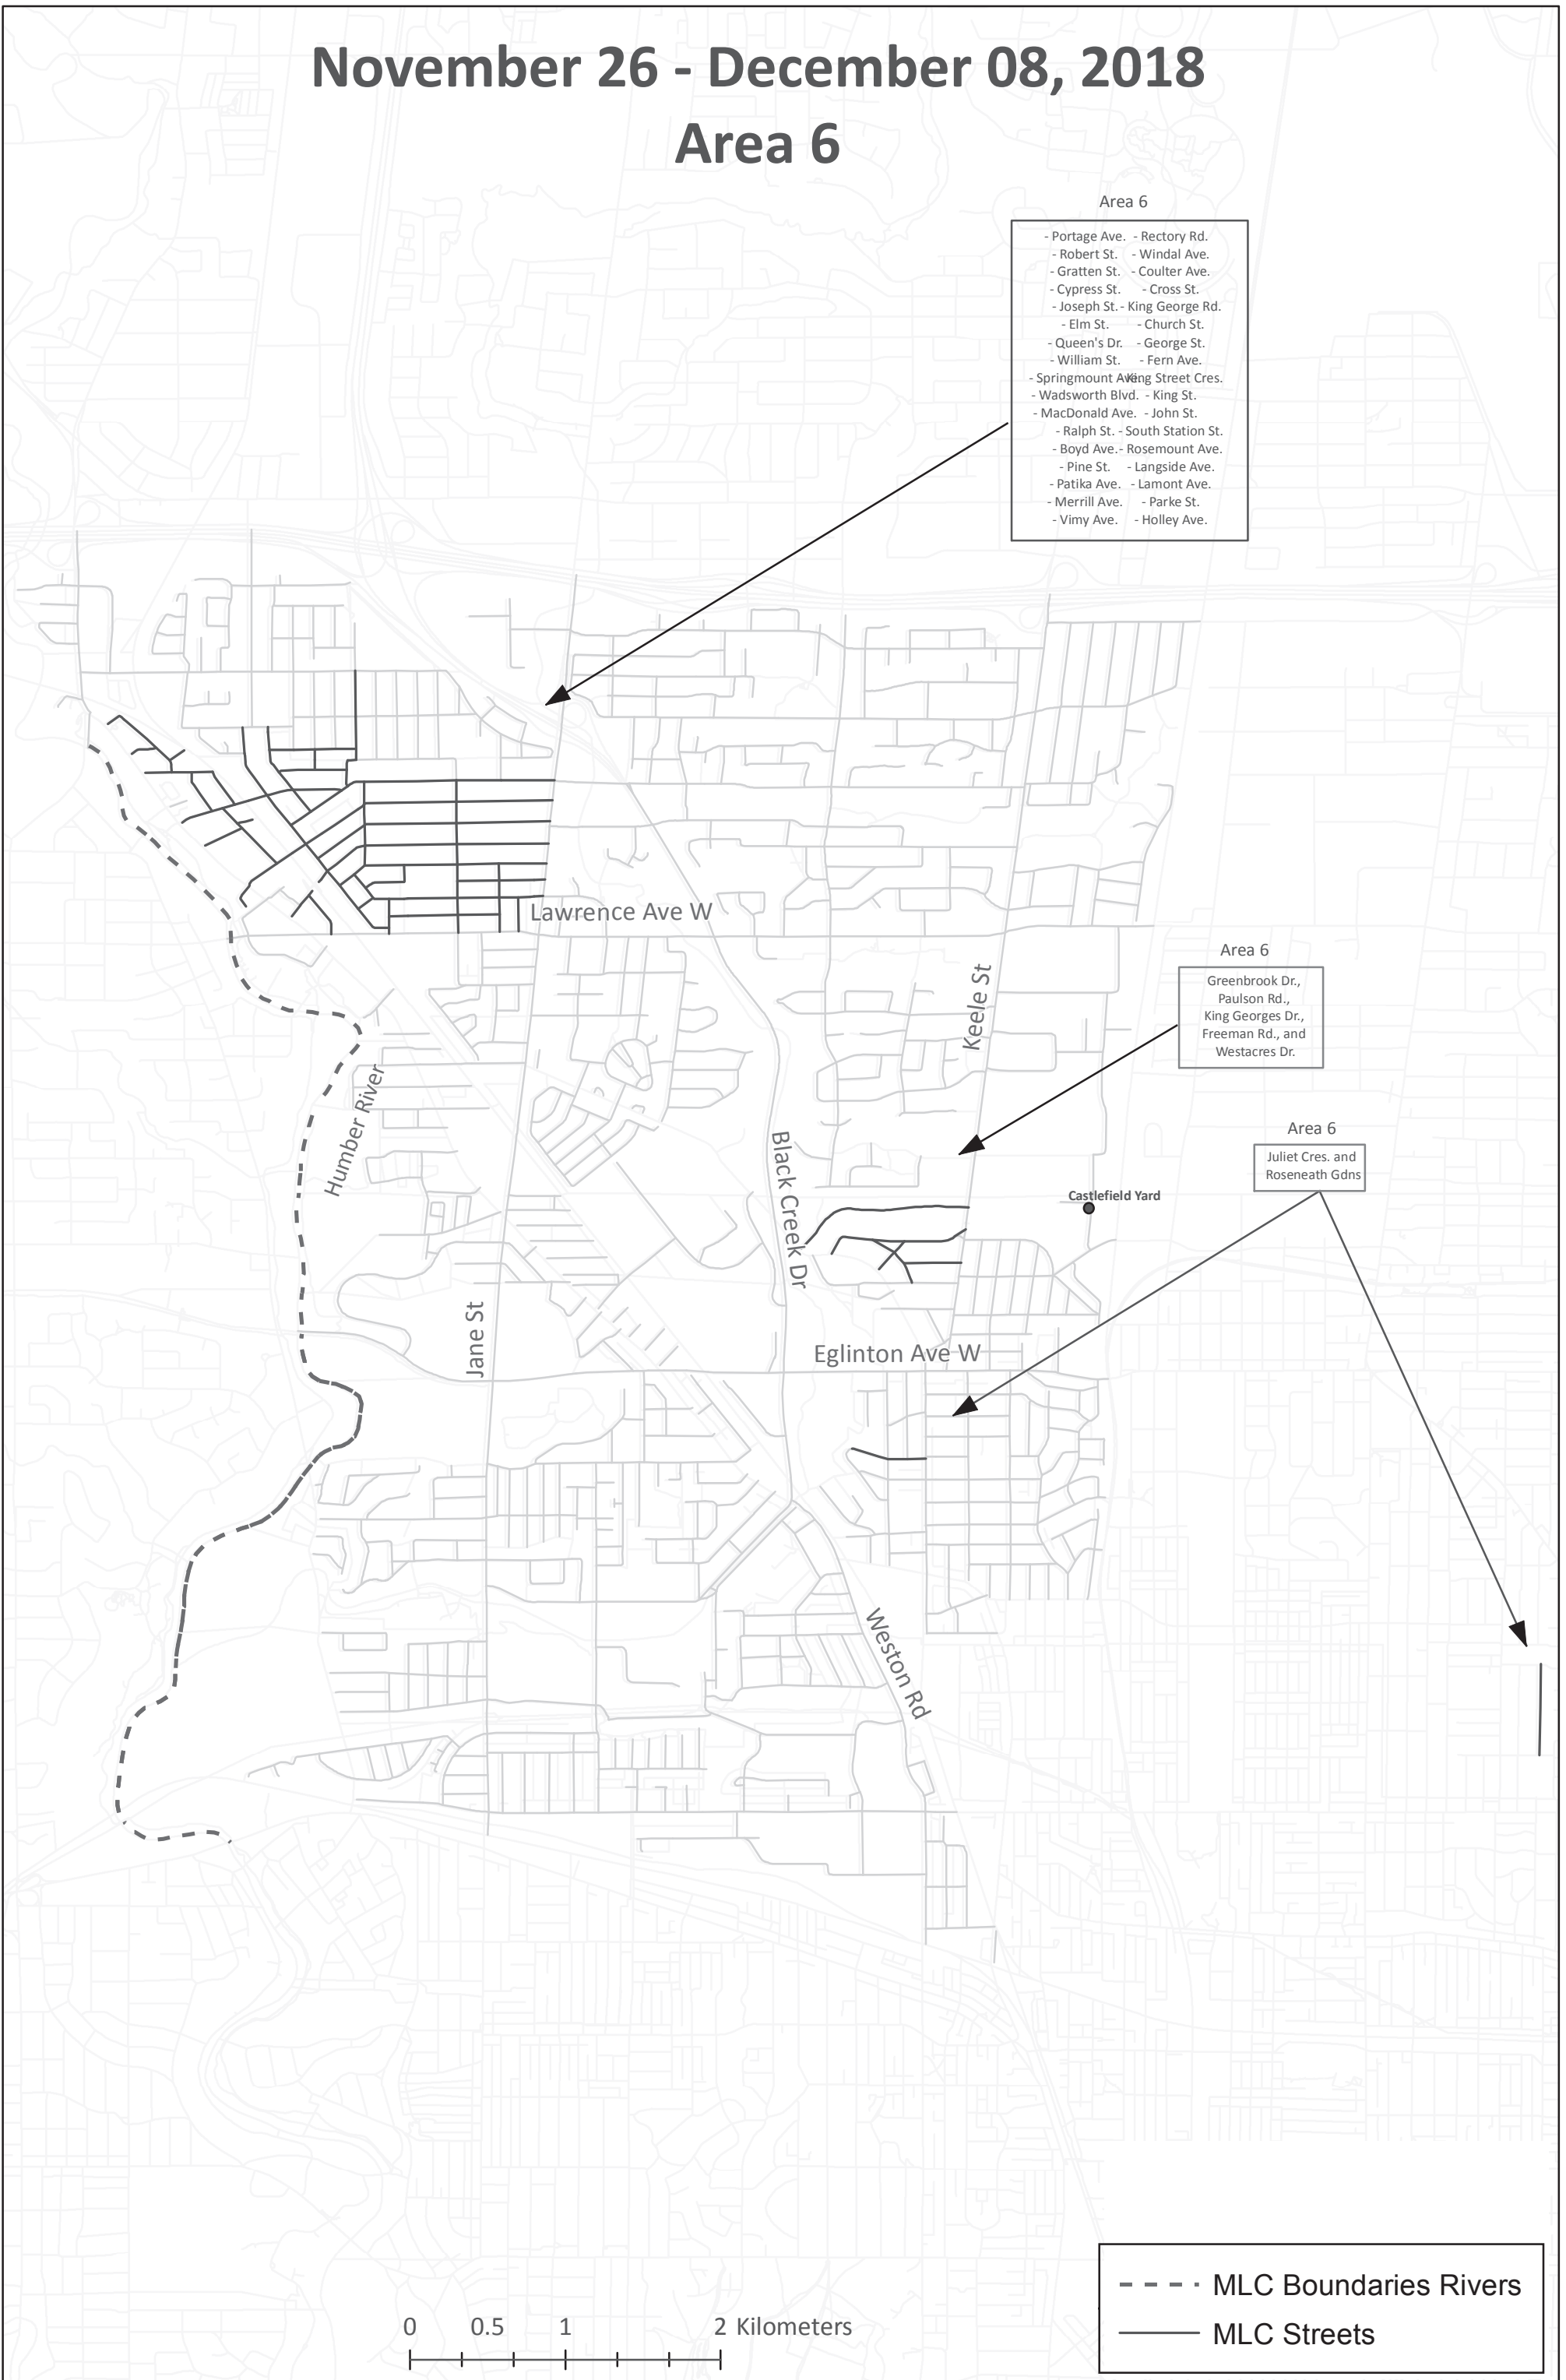 November 26 - December 08, 2018
Area 6
Area 6
- Portage Ave. - Rectory Rd.
- Robert St. - Windal Ave.
- Gratten St. - Coulter Ave.
- Cypress St. - Cross St.
- Joseph St. - King George Rd.
- Elm St. - Church St.
- Queen's Dr. - George St.
- William St. - Fern Ave.
- Springmount Ave. - King Street Cres.
- Wadsworth Blvd. - King St.
- MacDonald Ave. - John St.
- Ralph St. - South Station St.
- Boyd Ave. - Rosemount Ave.
- Pine St. - Langside Ave.
- Patika Ave. - Lamont Ave.
- Merrill Ave. - Parke St.
- Vimy Ave. - Holley Ave.
Lawrence Ave W
Keele St
Area 6
Greenbrook Dr.,
Paulson Rd.,
King Georges Dr.,
Freeman Rd., and
Westacres Dr.
Humber River
Black Creek Dr
Area 6
Juliet Cres. and
Roseneath Gdns
Castlefield Yard
Jane St
Eglinton Ave W
Weston Rd
MLC Boundaries Rivers
MLC Streets
0 0.5 1 2 Kilometers